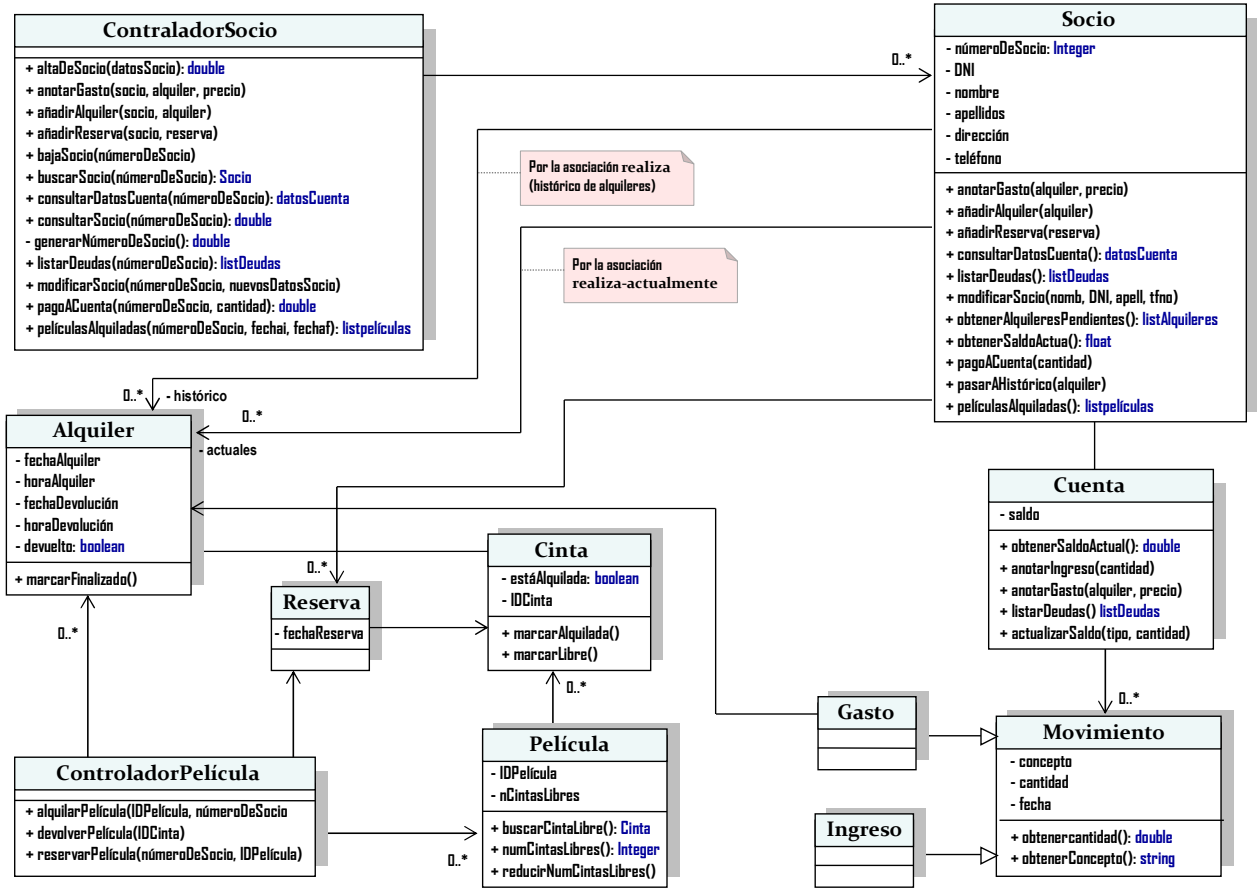 ContraladorSocio
+ altaDeSocio(datosSocio): double
+ anotarGasto(socio, alquiler, precio)
+ añadirAlquiler(socio, alquiler)
+ añadirReserva(socio, reserva)
+ bajaSocio(númeroDeSocio)
+ buscarSocio(númeroDeSocio): Socio
+ consultarDatosCuenta(númeroDeSocio): datosCuenta
+ consultarSocio(númeroDeSocio): double
- generarNúmeroDeSocio(): double
+ listarDeudas(númeroDeSocio): listDeudas
+ modificarSocio(númeroDeSocio, nuevosDatosSocio)
+ pagoACuenta(númeroDeSocio, cantidad): double
+ películasAlquiladas(númeroDeSocio, fechai, fechaf): listpelículas
0..*
Socio
- númeroDeSocio: Integer
- DNI
- nombre
- apellidos
- dirección
- teléfono
+ anotarGasto(alquiler, precio)
+ añadirAlquiler(alquiler)
+ añadirReserva(reserva)
+ consultarDatosCuenta(): datosCuenta
+ listarDeudas(): listDeudas
+ modificarSocio(nomb, DNI, apell, tfno)
+ obtenerAlquileresPendientes(): listAlquileres
+ obtenerSaldoActua(): float
+ pagoACuenta(cantidad)
+ pasarAHistórico(alquiler)
+ películasAlquiladas(): listpelículas
Por la asociación realiza
(histórico de alquileres)
Por la asociación
realiza-actualmente
0..*
- histórico
0..*
- actuales
Alquiler
- fechaAlquiler
- horaAlquiler
- fechaDevolución
- horaDevolución
- devuelto: boolean
+ marcarFinalizado()
0..*
0..*
Reserva
- fechaReserva
Cinta
- estáAlquilada: boolean
- IDCinta
+ marcarAlquilada()
+ marcarLibre()
0..*
Cuenta
- saldo
+ obtenerSaldoActual(): double
+ anotarIngreso(cantidad)
+ anotarGasto(alquiler, precio)
+ listarDeudas() listDeudas
+ actualizarSaldo(tipo, cantidad)
0..*
ControladorPelícula
+ alquilarPelícula(IDPelícula, númeroDeSocio
+ devolverPelícula(IDCinta)
+ reservarPelícula(númeroDeSocio, IDPelícula)
0..*
Película
- IDPelícula
- nCintasLibres
+ buscarCintaLibre(): Cinta
+ numCintasLibres(): Integer
+ reducirNumCintasLibres()
Gasto
Ingreso
Movimiento
- concepto
- cantidad
- fecha
+ obtenercantidad(): double
+ obtenerConcepto(): string